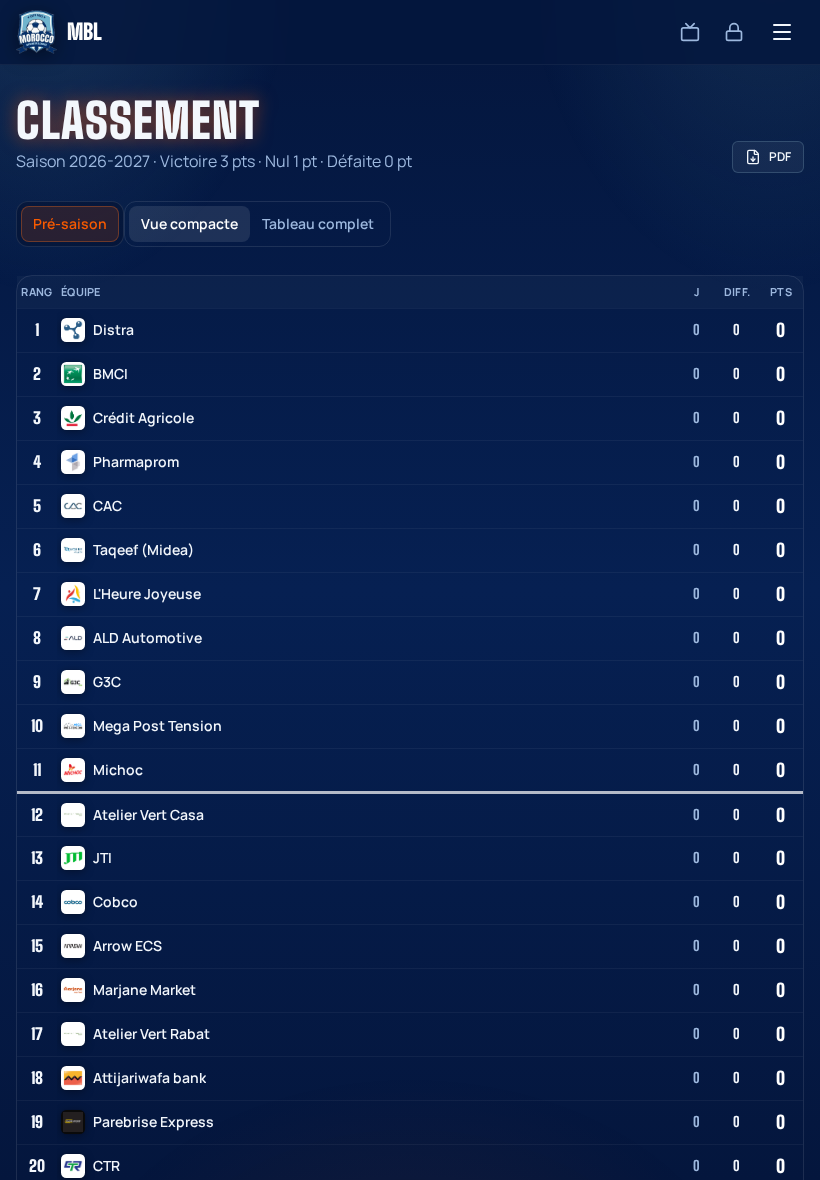 MOROCCO
MBL
CLASSEMENT
Saison 2026-2027 · Victoire 3 pts · Nul 1 pt · Défaite 0 pt
PDF
Pré-saison Vue compacte Tableau complet
RANG ÉQUIPE J DIFF. PTS
1 Distra 0 0 0
2 BMCI 0 0 0
3 Crédit Agricole 0 0 0
4 Pharmaprom 0 0 0
5 CAC CAC 0 0 0
6 Taqeef (Midea) 0 0 0
7 L'Heure Joyeuse 0 0 0
8 ALD ALD Automotive 0 0 0
9 G3C G3C 0 0 0
10 Mega Post Tension 0 0 0
11 Michoc 0 0 0
12 Atelier Vert Casa 0 0 0
13 JTI JTI 0 0 0
14 cobco Cobco 0 0 0
15 Arrow ECS 0 0 0
16 Marjane Market 0 0 0
17 Atelier Vert Rabat 0 0 0
18 Attijariwafa bank 0 0 0
19 Parebrise Express 0 0 0
20 CTR CTR 0 0 0